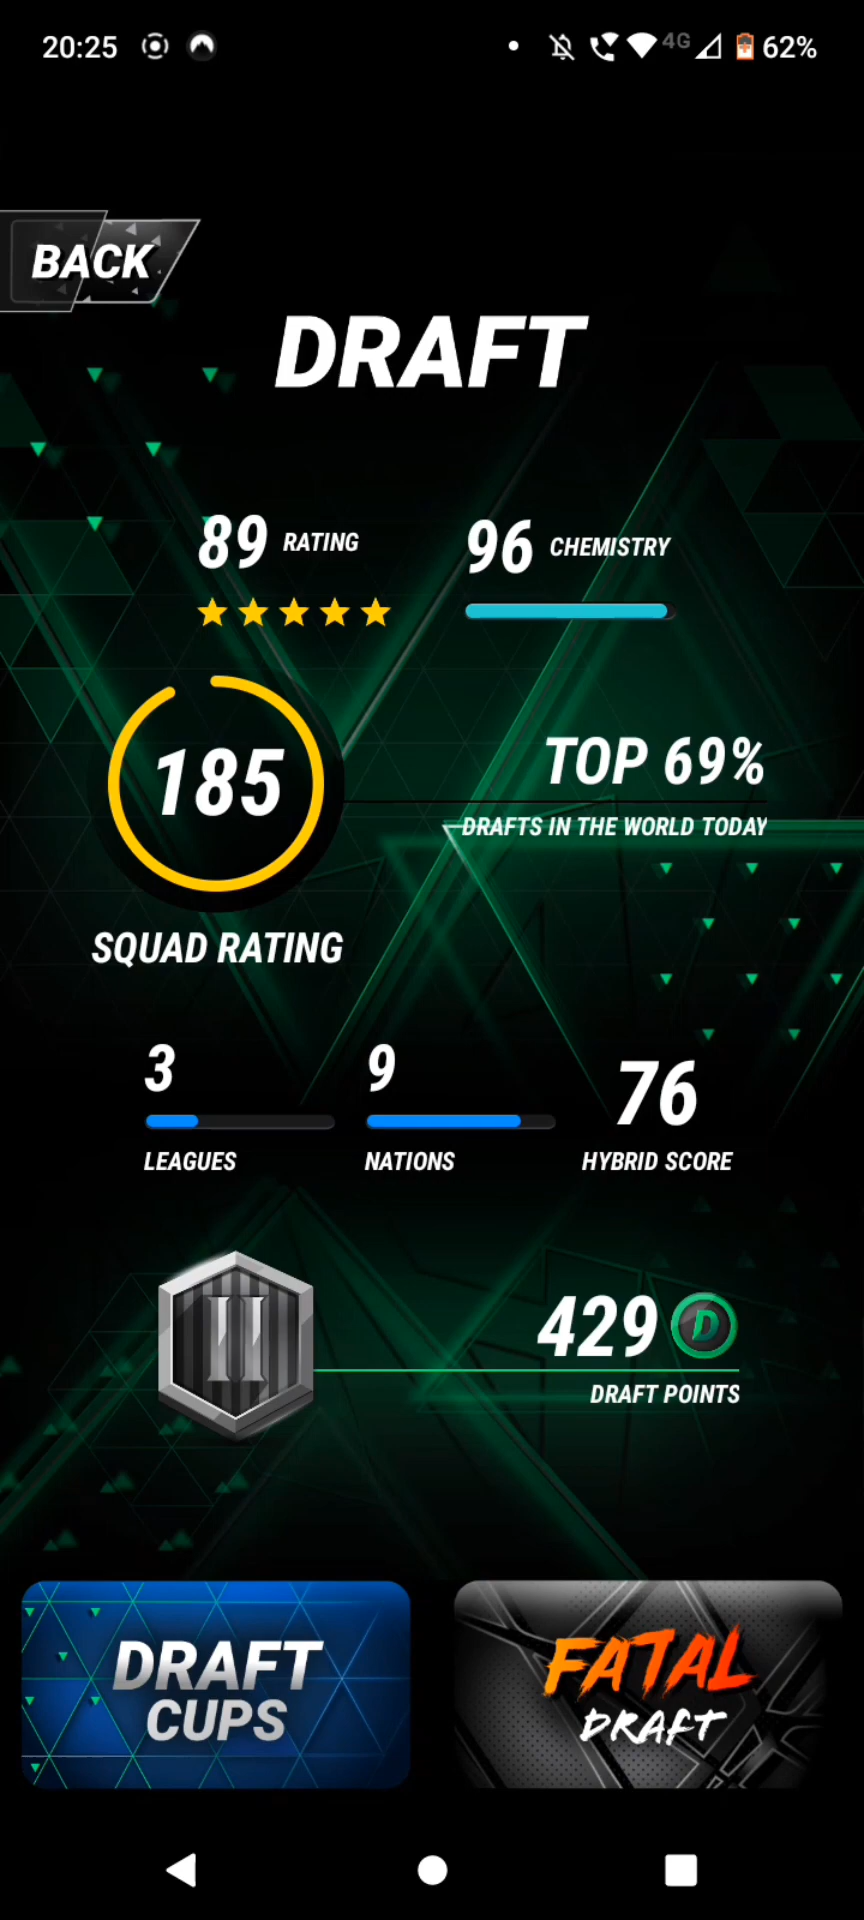 20:25 4G 62%
BACK
DRAFT
89 RATING
96 CHEMISTRY
185
TOP 69%
DRAFTS IN THE WORLD TODAY
SQUAD RATING
3
9
76
LEAGUES
NATIONS
HYBRID SCORE
II
429 D
DRAFT POINTS
DRAFT
CUPS
FATAL
DRAFT